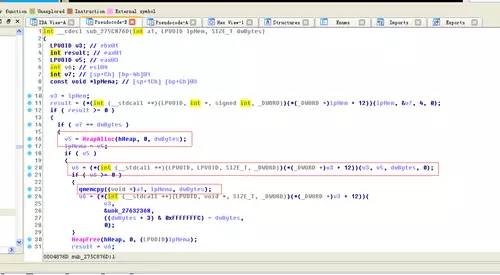 function Unexplored Instruction External symbol
IDA View-A Pseudocode-B Pseudocode-A Hex View-1 Structures Enums Imports Exports
1 int __cdecl sub_275C876D(int a1, LPVOID lpMem, SIZE_T dwBytes)
2 {
3 LPVOID v3; // ebx@1
4 int result; // eax@1
5 LPVOID v5; // eax@3
6 int v6; // esi@4
7 int v7; // [sp+Ch] [bp-4h]@1
8 const void *lpMema; // [sp+1Ch] [bp+Ch]@3
9
10 v3 = lpMem;
11 result = (*(int (__stdcall **)(LPVOID, int *, signed int, _DWORD))(*(_DWORD *)lpMem + 12))(lpMem, &v7, 4, 0);
12 if ( result >= 0 )
13 {
14 if ( v7 == dwBytes )
15 {
16 v5 = HeapAlloc(hHeap, 0, dwBytes);
17 lpMema = v5;
18 if ( v5 )
19 {
20 v6 = (*(int (__stdcall **)(LPVOID, LPVOID, SIZE_T, _DWORD))(*(_DWORD *)v3 + 12))(v3, v5, dwBytes, 0);
21 if ( v6 >= 0 )
22 {
23 qmemcpy((void *)a1, lpMema, dwBytes);
24 v6 = (*(int (__stdcall **)(LPVOID, void *, SIZE_T, _DWORD))(*(_DWORD *)v3 + 12))(
25 v3,
26 &unk_27632368,
27 ((dwBytes + 3) & 0xFFFFFFFC) - dwBytes,
28 0);
29 }
30 HeapFree(hHeap, 0, (LPVOID)lpMema);
31 result = v6;
0004876D sub_275C876D:1